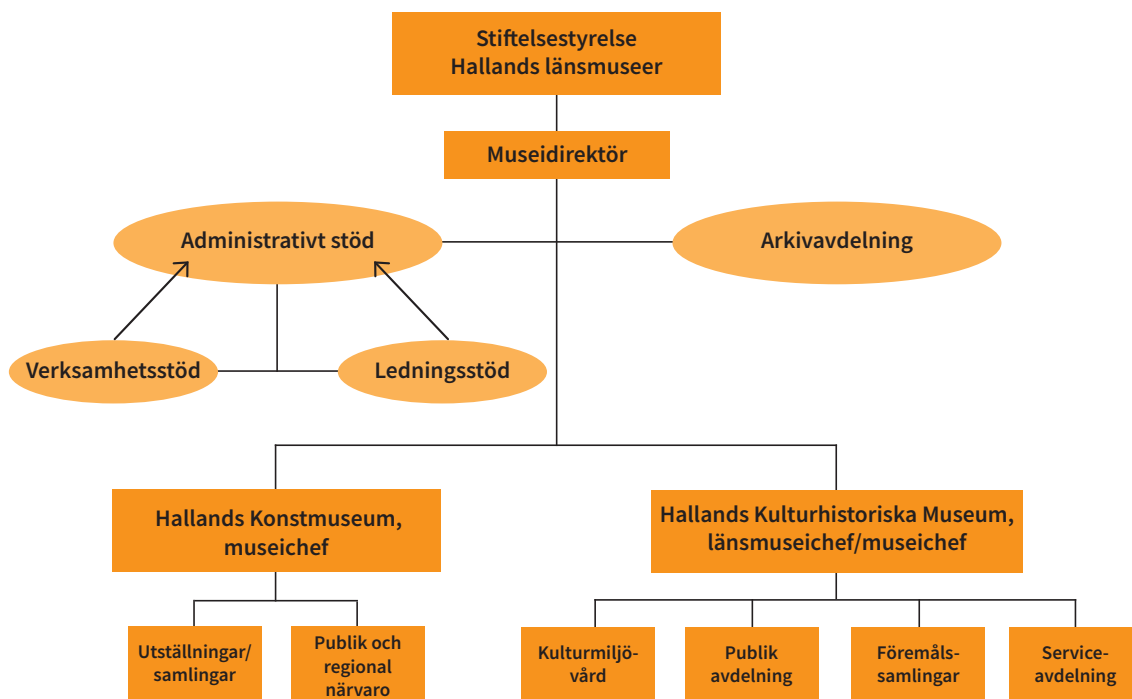 Stiftelsestyrelse
Hallands länsmuseer
Museidirektör
Administrativt stöd
Arkivavdelning
Verksamhetsstöd
Ledningsstöd
Hallands Konstmuseum,
museichef
Hallands Kulturhistoriska Museum,
länsmuseichef/museichef
Utställningar/
samlingar
Publik och
regional
närvaro
Kulturmiljö-
vård
Publik
avdelning
Föremåls-
samlingar
Service-
avdelning